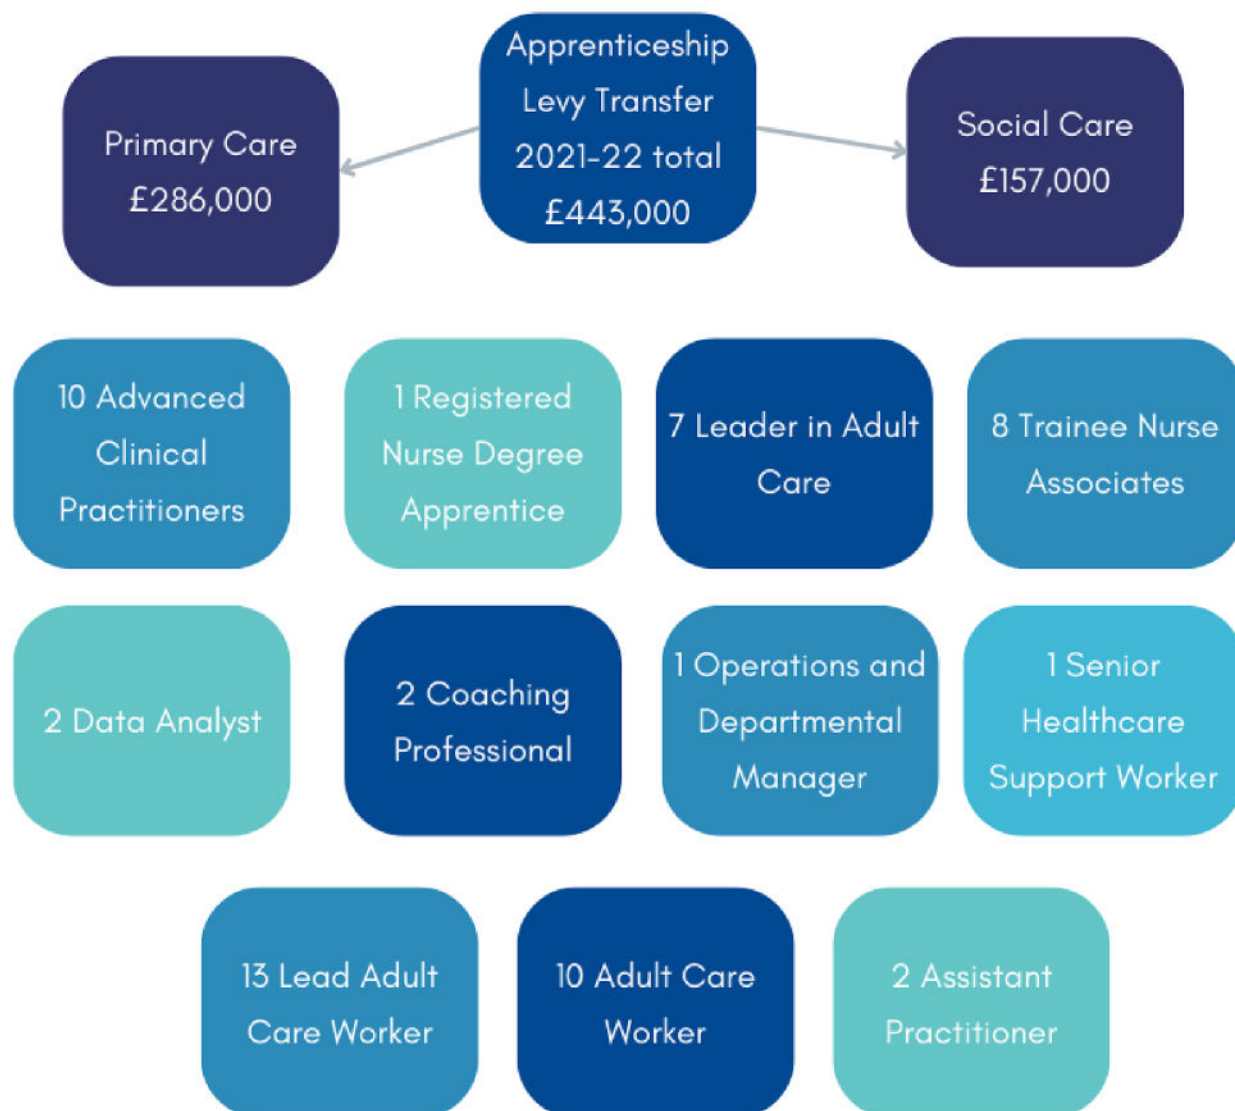 Apprenticeship
Levy Transfer
2021-22 total
£443,000
Primary Care
£286,000
Social Care
£157,000
10 Advanced
Clinical
Practitioners
1 Registered
Nurse Degree
Apprentice
7 Leader in Adult
Care
8 Trainee Nurse
Associates
2 Data Analyst
2 Coaching
Professional
1 Operations and
Departmental
Manager
1 Senior
Healthcare
Support Worker
13 Lead Adult
Care Worker
10 Adult Care
Worker
2 Assistant
Practitioner